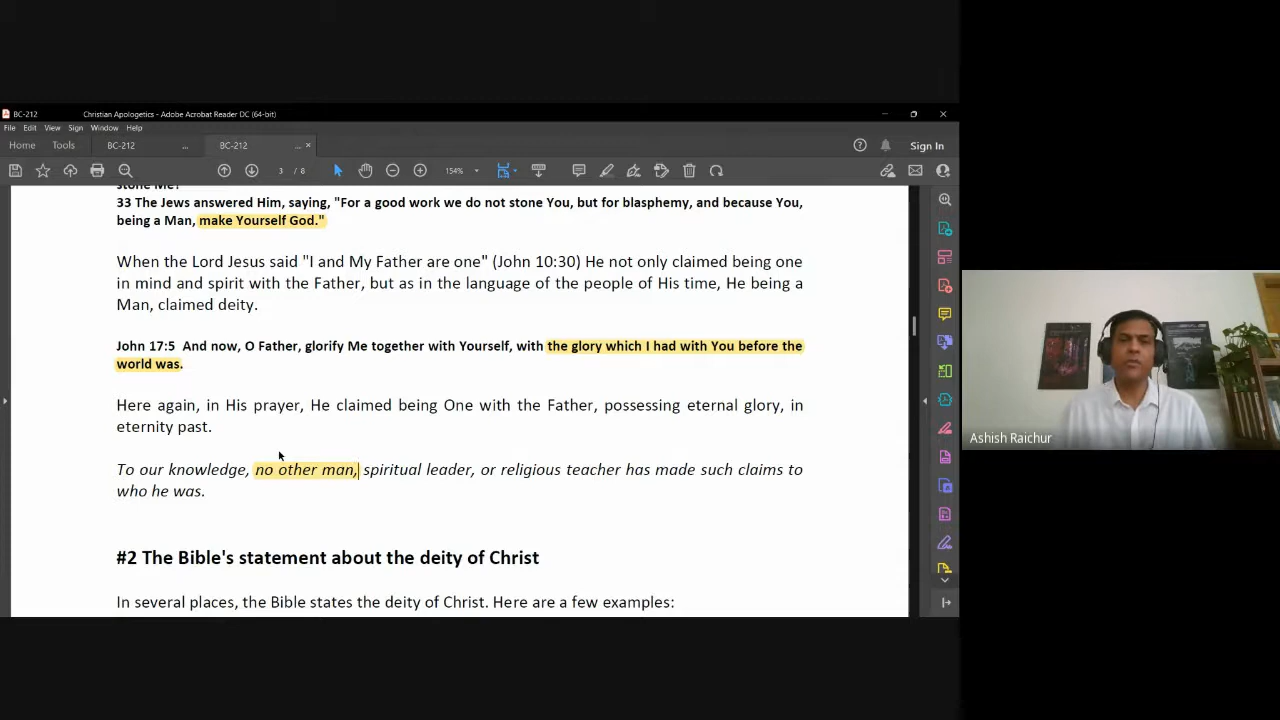 BC-212 Christian Apologetics - Adobe Acrobat Reader DC (64-bit)
File Edit View Sign Window Help
Home Tools BC-212 ... BC-212 ... × Sign In
3 / 8 154%
stone Me?"
33 The Jews answered Him, saying, "For a good work we do not stone You, but for blasphemy, and because You,
being a Man, make Yourself God."
When the Lord Jesus said "I and My Father are one" (John 10:30) He not only claimed being one
in mind and spirit with the Father, but as in the language of the people of His time, He being a
Man, claimed deity.
John 17:5 And now, O Father, glorify Me together with Yourself, with the glory which I had with You before the
world was.
Here again, in His prayer, He claimed being One with the Father, possessing eternal glory, in
eternity past.
To our knowledge, no other man, spiritual leader, or religious teacher has made such claims to
who he was.
#2 The Bible's statement about the deity of Christ
In several places, the Bible states the deity of Christ. Here are a few examples:
Ashish Raichur